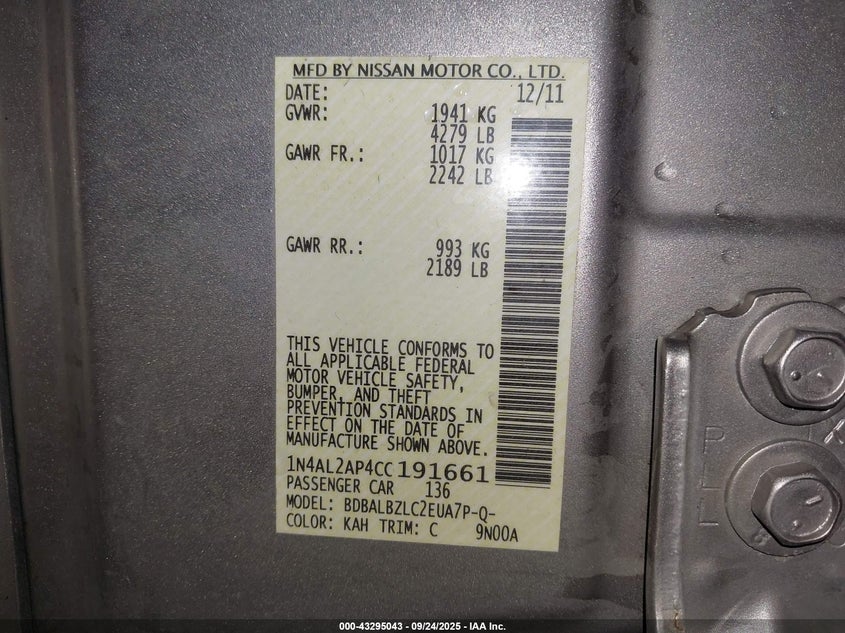 MFD BY NISSAN MOTOR CO., LTD.
DATE: 12/11
GVWR: 1941 KG
4279 LB
GAWR FR.: 1017 KG
2242 LB
GAWR RR.: 993 KG
2189 LB
THIS VEHICLE CONFORMS TO
ALL APPLICABLE FEDERAL
MOTOR VEHICLE SAFETY,
BUMPER, AND THEFT
PREVENTION STANDARDS IN
EFFECT ON THE DATE OF
MANUFACTURE SHOWN ABOVE.
1N4AL2AP4CC191661
PASSENGER CAR 136
MODEL: BDBALBZLC2EUA7P-Q-
COLOR: KAH TRIM: C 9N00A
000-43295043 - 09/24/2025 - IAA Inc.